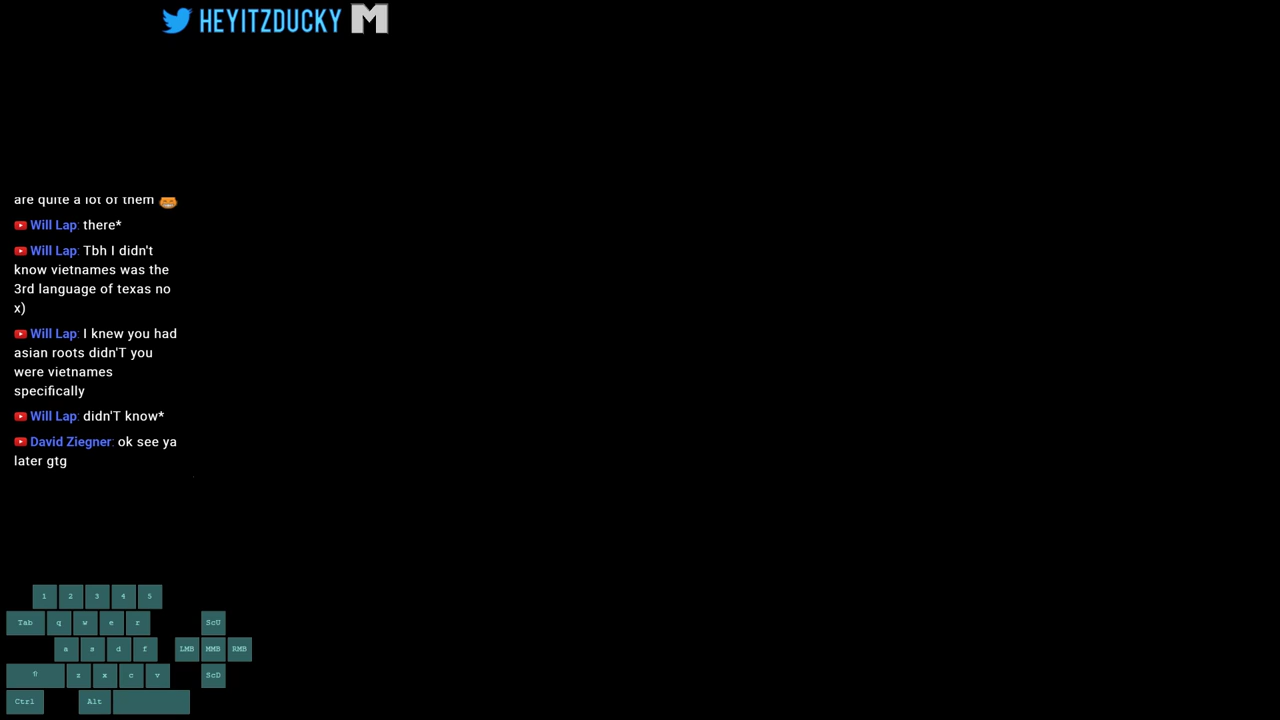 HEYITZDUCKY M
are quite a lot of them
Will Lap: there*
Will Lap: Tbh I didn't
know vietnames was the
3rd language of texas no
x)
Will Lap: I knew you had
asian roots didn'T you
were vietnames
specifically
Will Lap: didn'T know*
David Ziegner: ok see ya
later gtg
1 2 3 4 5
Tab q w e r ScU
a s d f LMB MMB RMB
⇑ z x c v ScD
Ctrl Alt